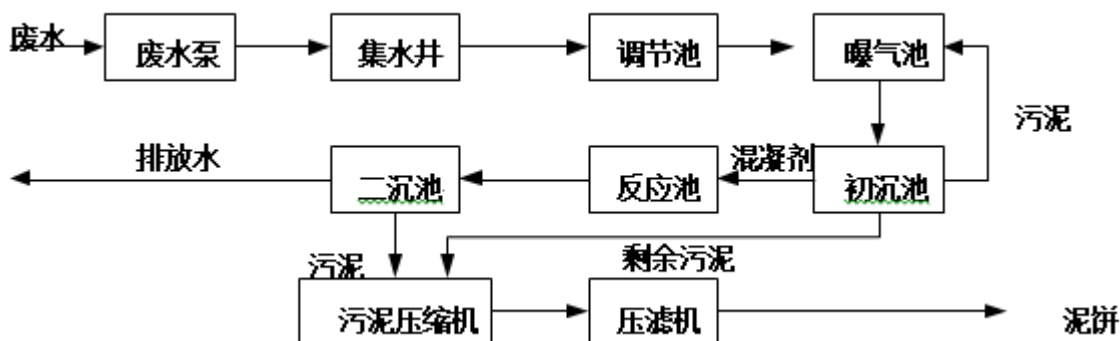 废水
废水泵
集水井
调节池
曝气池
污泥
排放水
二沉池
反应池
混凝剂
初沉池
污泥
剩余污泥
污泥压缩机
压滤机
泥饼